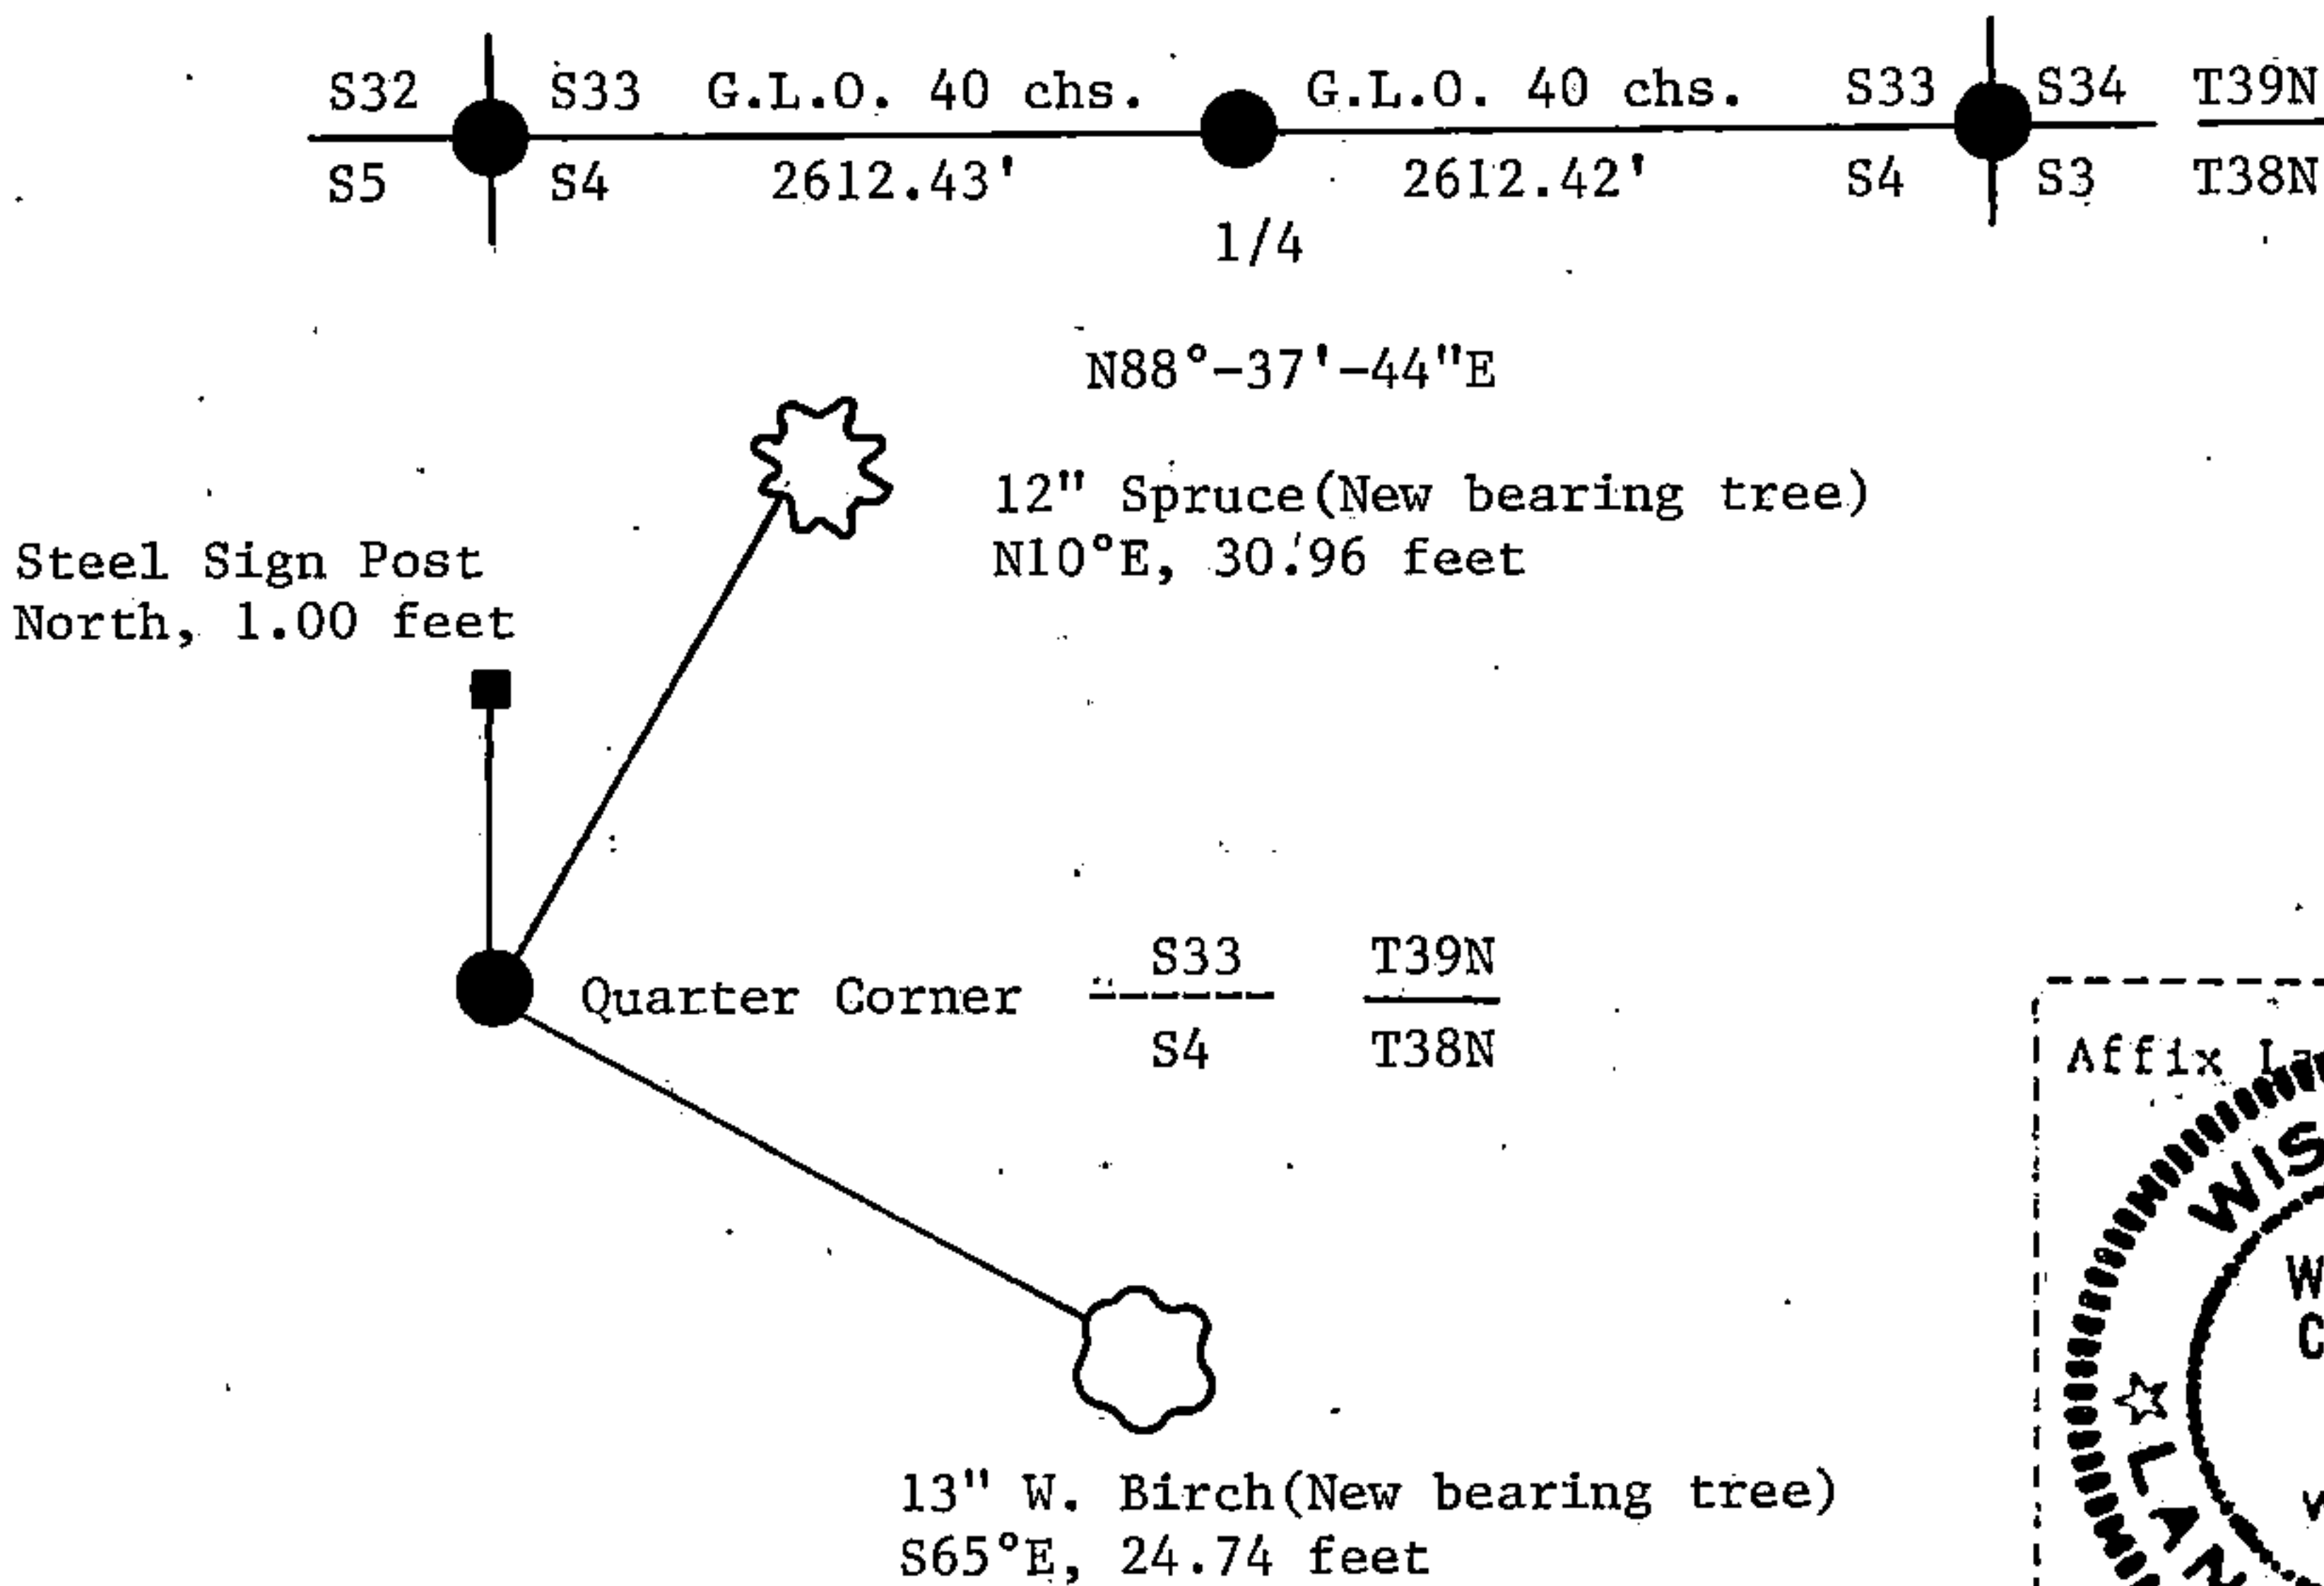 S32 S33 G.L.O. 40 chs. G.L.O. 40 chs. S33 S34 T39N
S5 S4 2612.43' 2612.42' S4 S3 T38N
1/4
N88°-37'-44"E
12" Spruce(New bearing tree)
N10°E, 30.96 feet
Steel Sign Post
North, 1.00 feet
S33 T39N
Quarter Corner ------
S4 T38N
Affix
WIS
W
C
LAN
13" W. Birch(New bearing tree)
S65°E, 24.74 feet